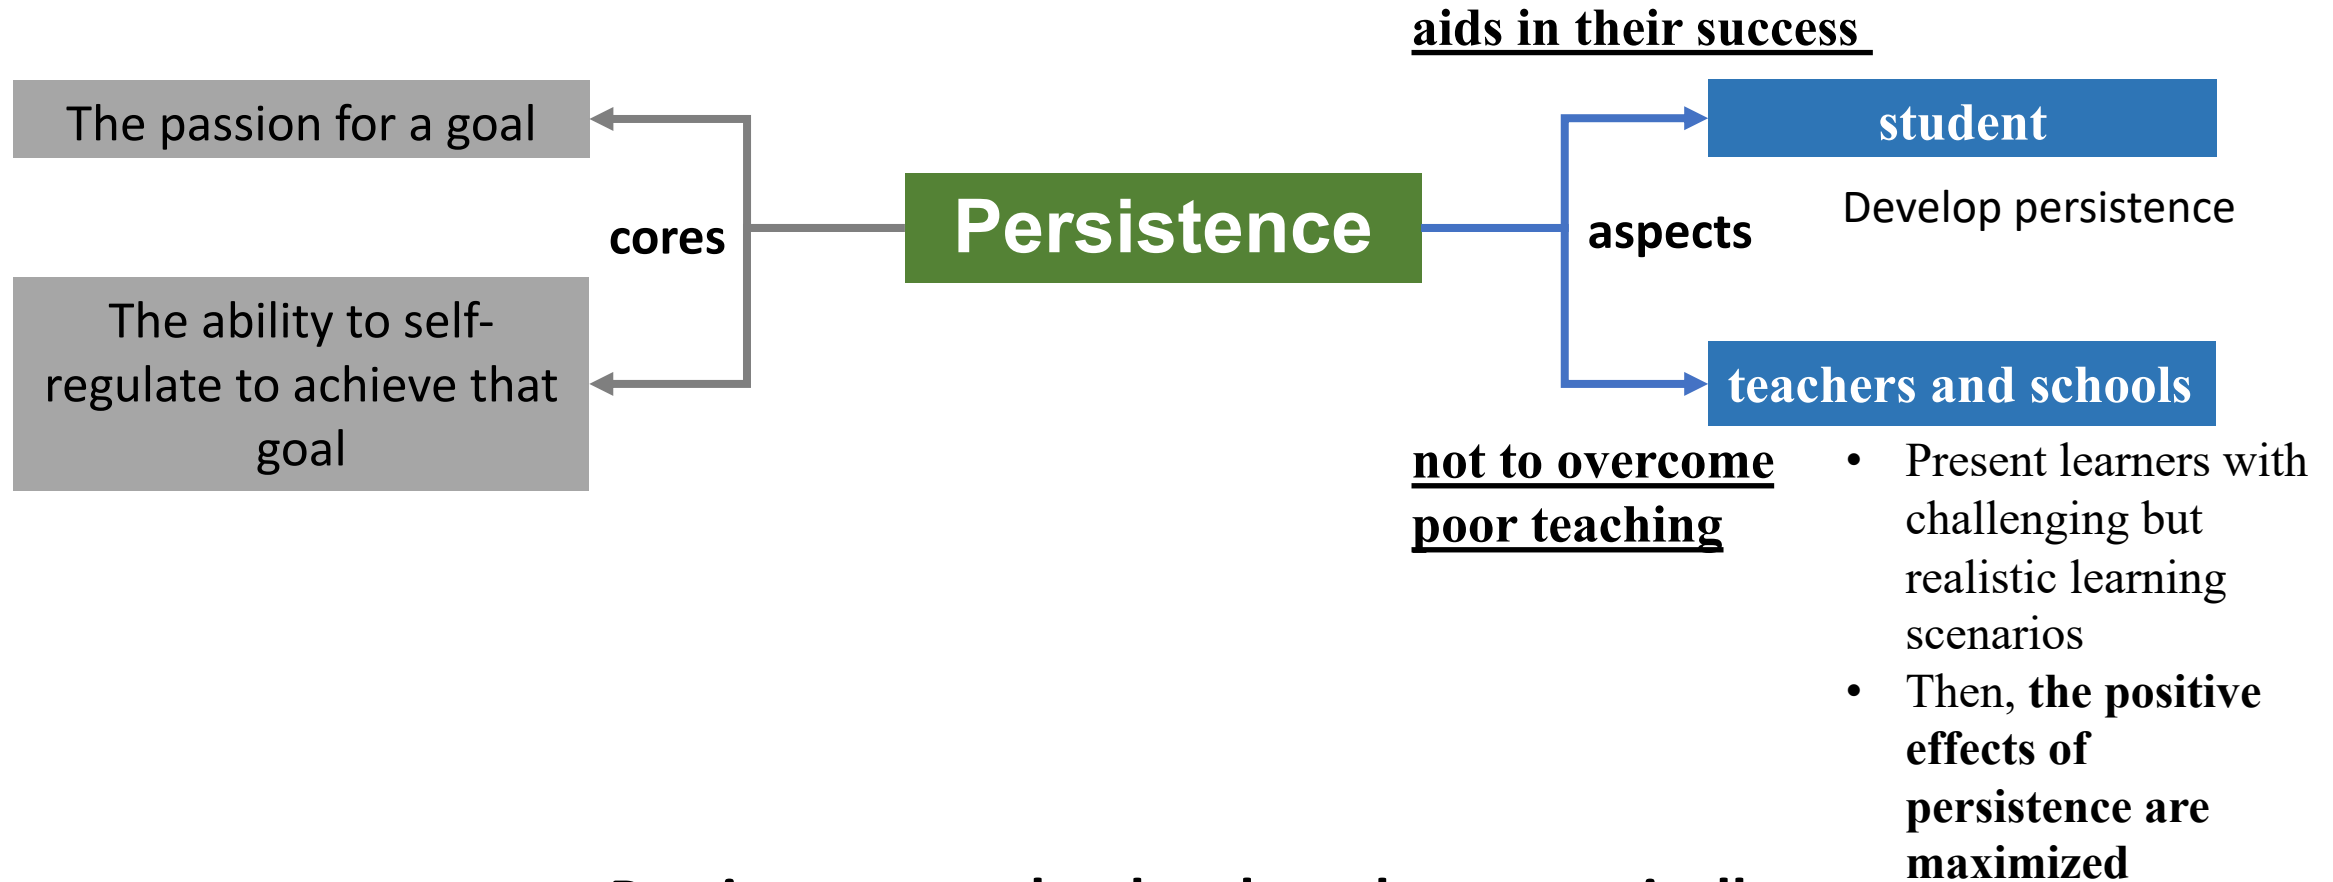 aids in their success
The passion for a goal
student
Persistence
Develop persistence
cores
aspects
The ability to self-
regulate to achieve that
goal
teachers and schools
not to overcome
poor teaching
• Present learners with
challenging but
realistic learning
scenarios
• Then, the positive
effects of
persistence are
maximized